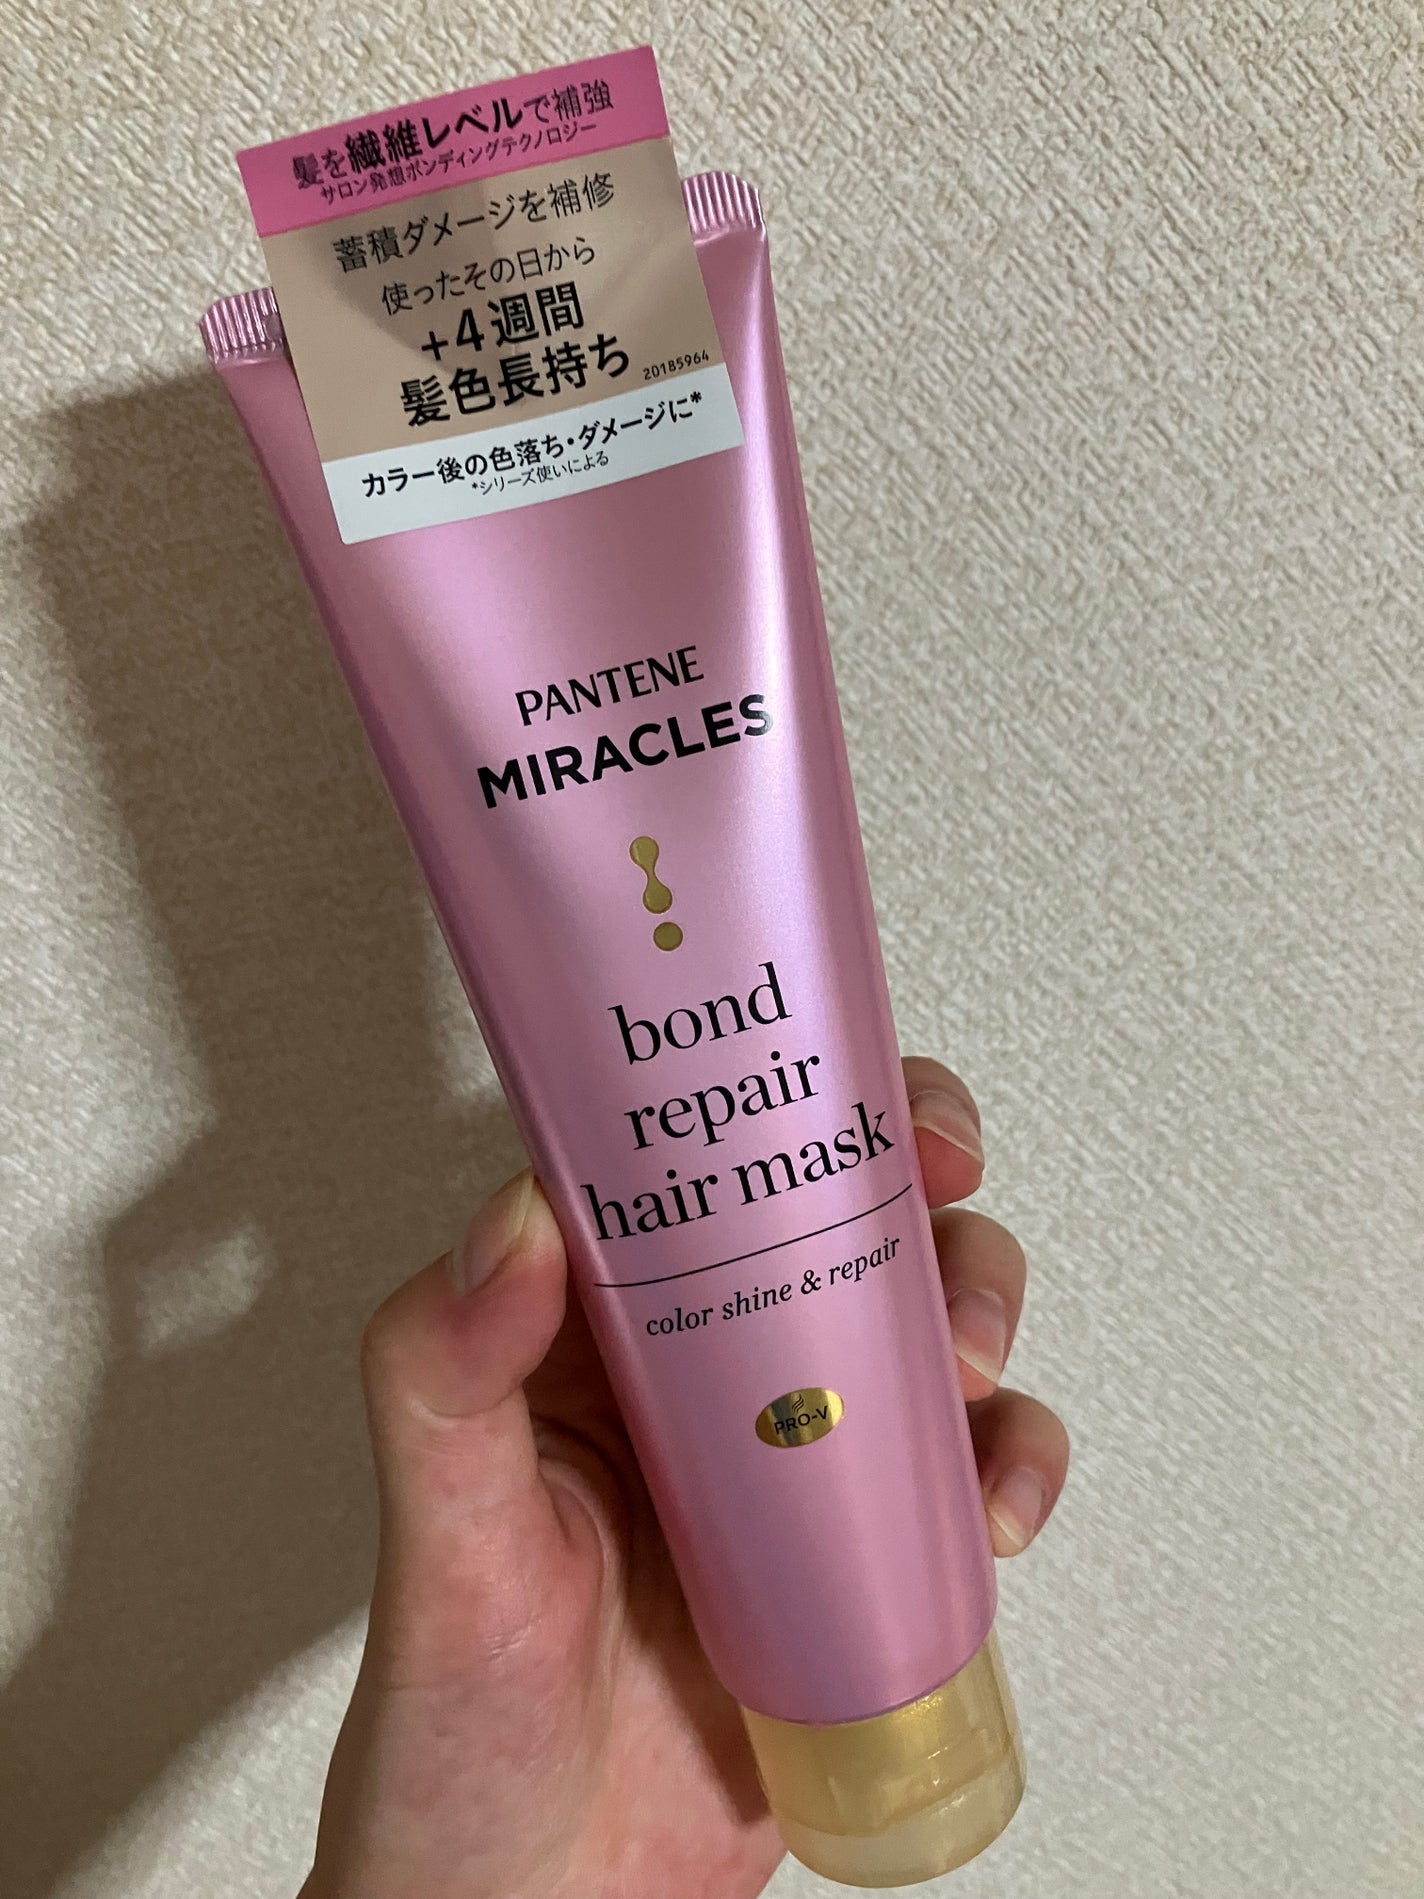 髪を繊維レベルで補強
サロン発想ボンディングテクノロジー
蓄積ダメージを補修
使ったその日から
+4週間
髪色長持ち
20185964
カラー後の色落ち・ダメージに*
*シリーズ使いによる
PANTENE
MIRACLES
bond
repair
hair mask
color shine & repair
PRO-V